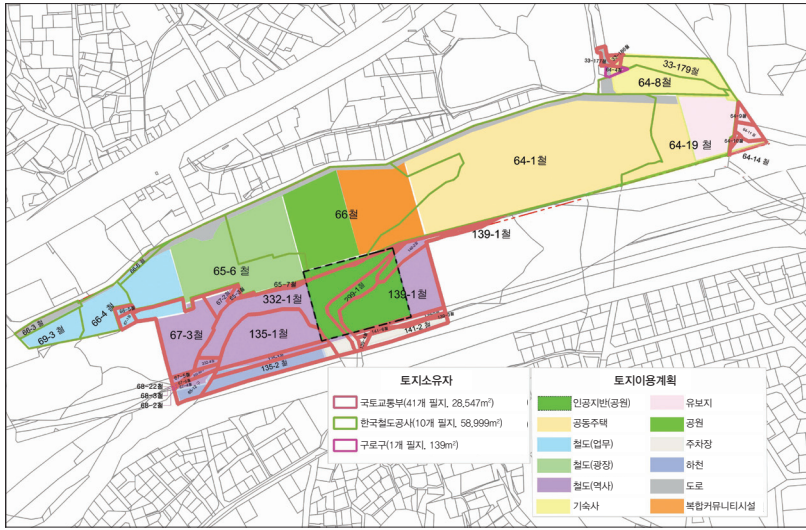 33-179철
64-8철
64-1철
64-19 철
64-14 철
66철
139-1철
65-6 철
65-7철
332-1철
299-1철
139-1철
66-4 철
69-3 철
67-3철
135-1철
141-2 철
135-2 철
68-22철
68-3철
68-2철
토지소유자
국토교통부(41개 필지, 28,547m²)
한국철도공사(10개 필지, 58,999m²)
구로구(1개 필지, 139m²)
토지이용계획
인공지반(공원) 유보지
공동주택 공원
철도(업무) 주차장
철도(광장) 하천
철도(역사) 도로
기숙사 복합커뮤니티시설